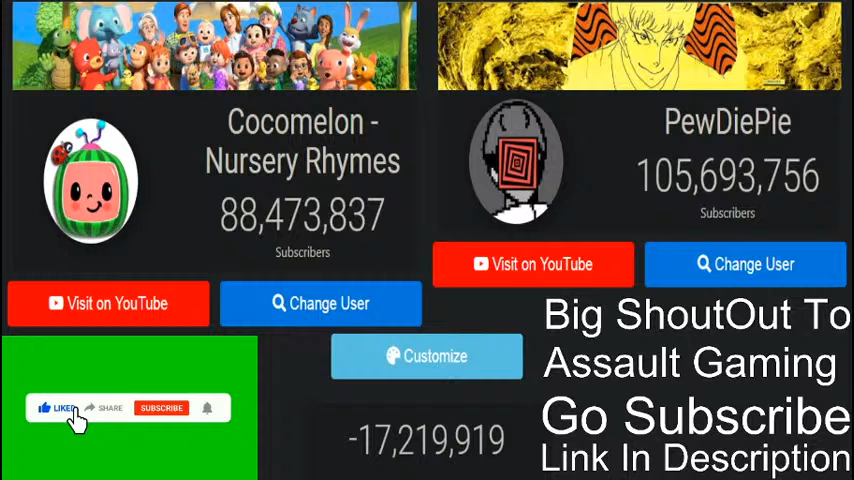 Cocomelon -
Nursery Rhymes
88,473,837
Subscribers
Visit on YouTube
Change User
PewDiePie
105,693,756
Subscribers
Visit on YouTube
Change User
Customize
-17,219,919
LIKED SHARE SUBSCRIBE
Big ShoutOut To
Assault Gaming
Go Subscribe
Link In Description